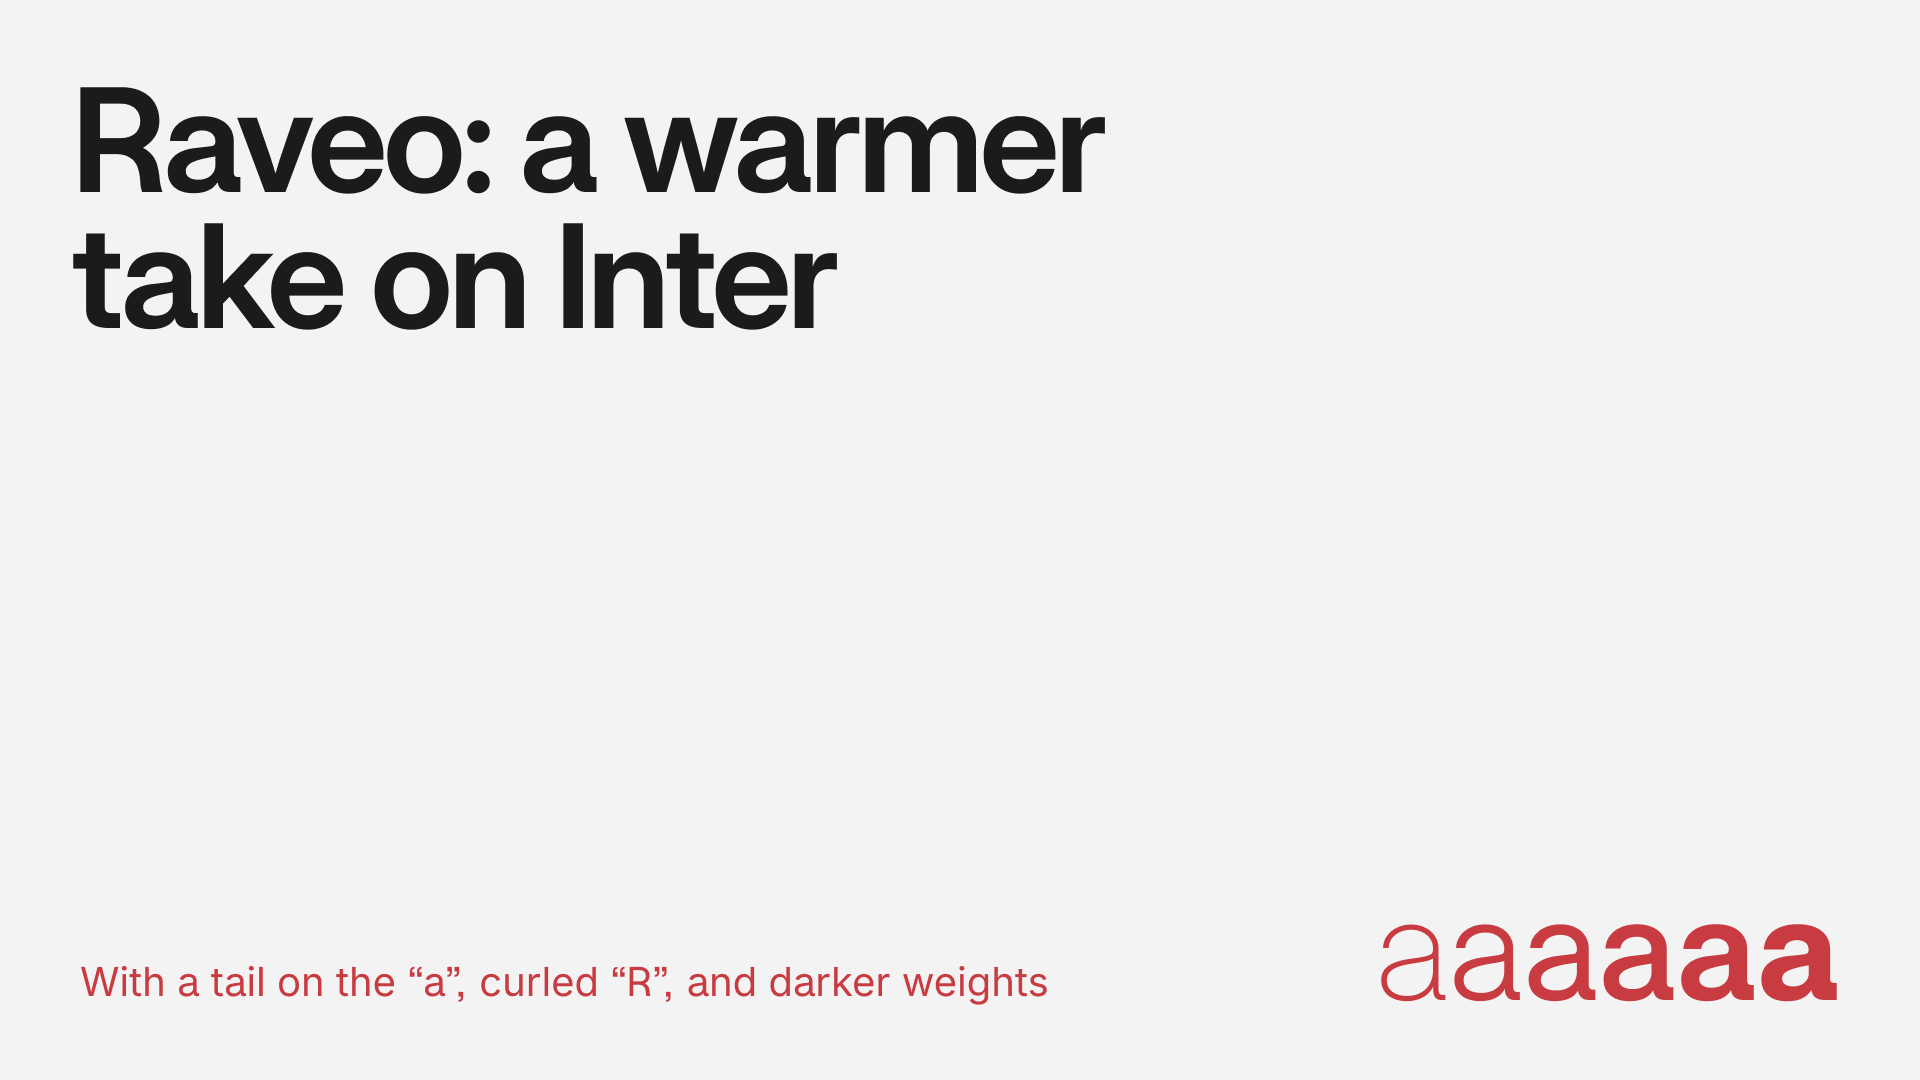 Raveo: a warmer
take on Inter
With a tail on the “a”, curled “R”, and darker weights
aaaaaa